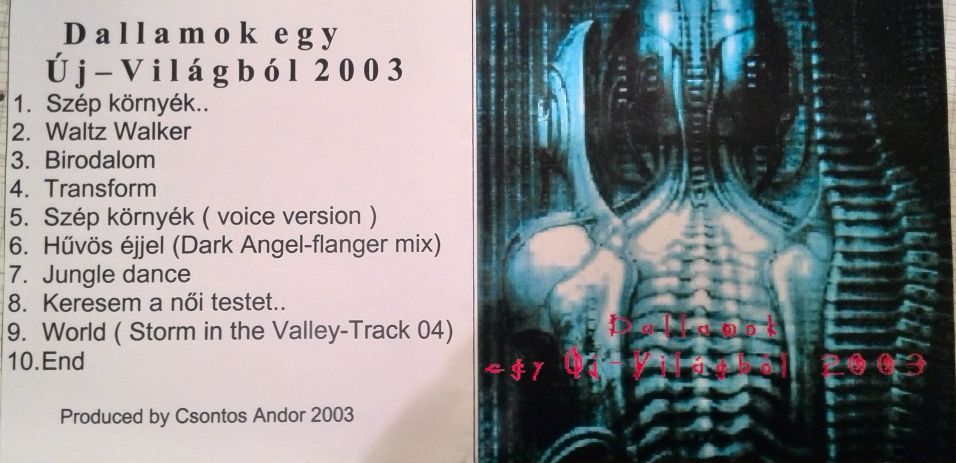 Dallamok egy
Új–Világból 2003
1. Szép környék..
2. Waltz Walker
3. Birodalom
4. Transform
5. Szép környék ( voice version )
6. Hűvös éjjel (Dark Angel-flanger mix)
7. Jungle dance
8. Keresem a női testet..
9. World ( Storm in the Valley-Track 04)
10.End
Produced by Csontos Andor 2003
Dallamok
egy Új-Világból 2003